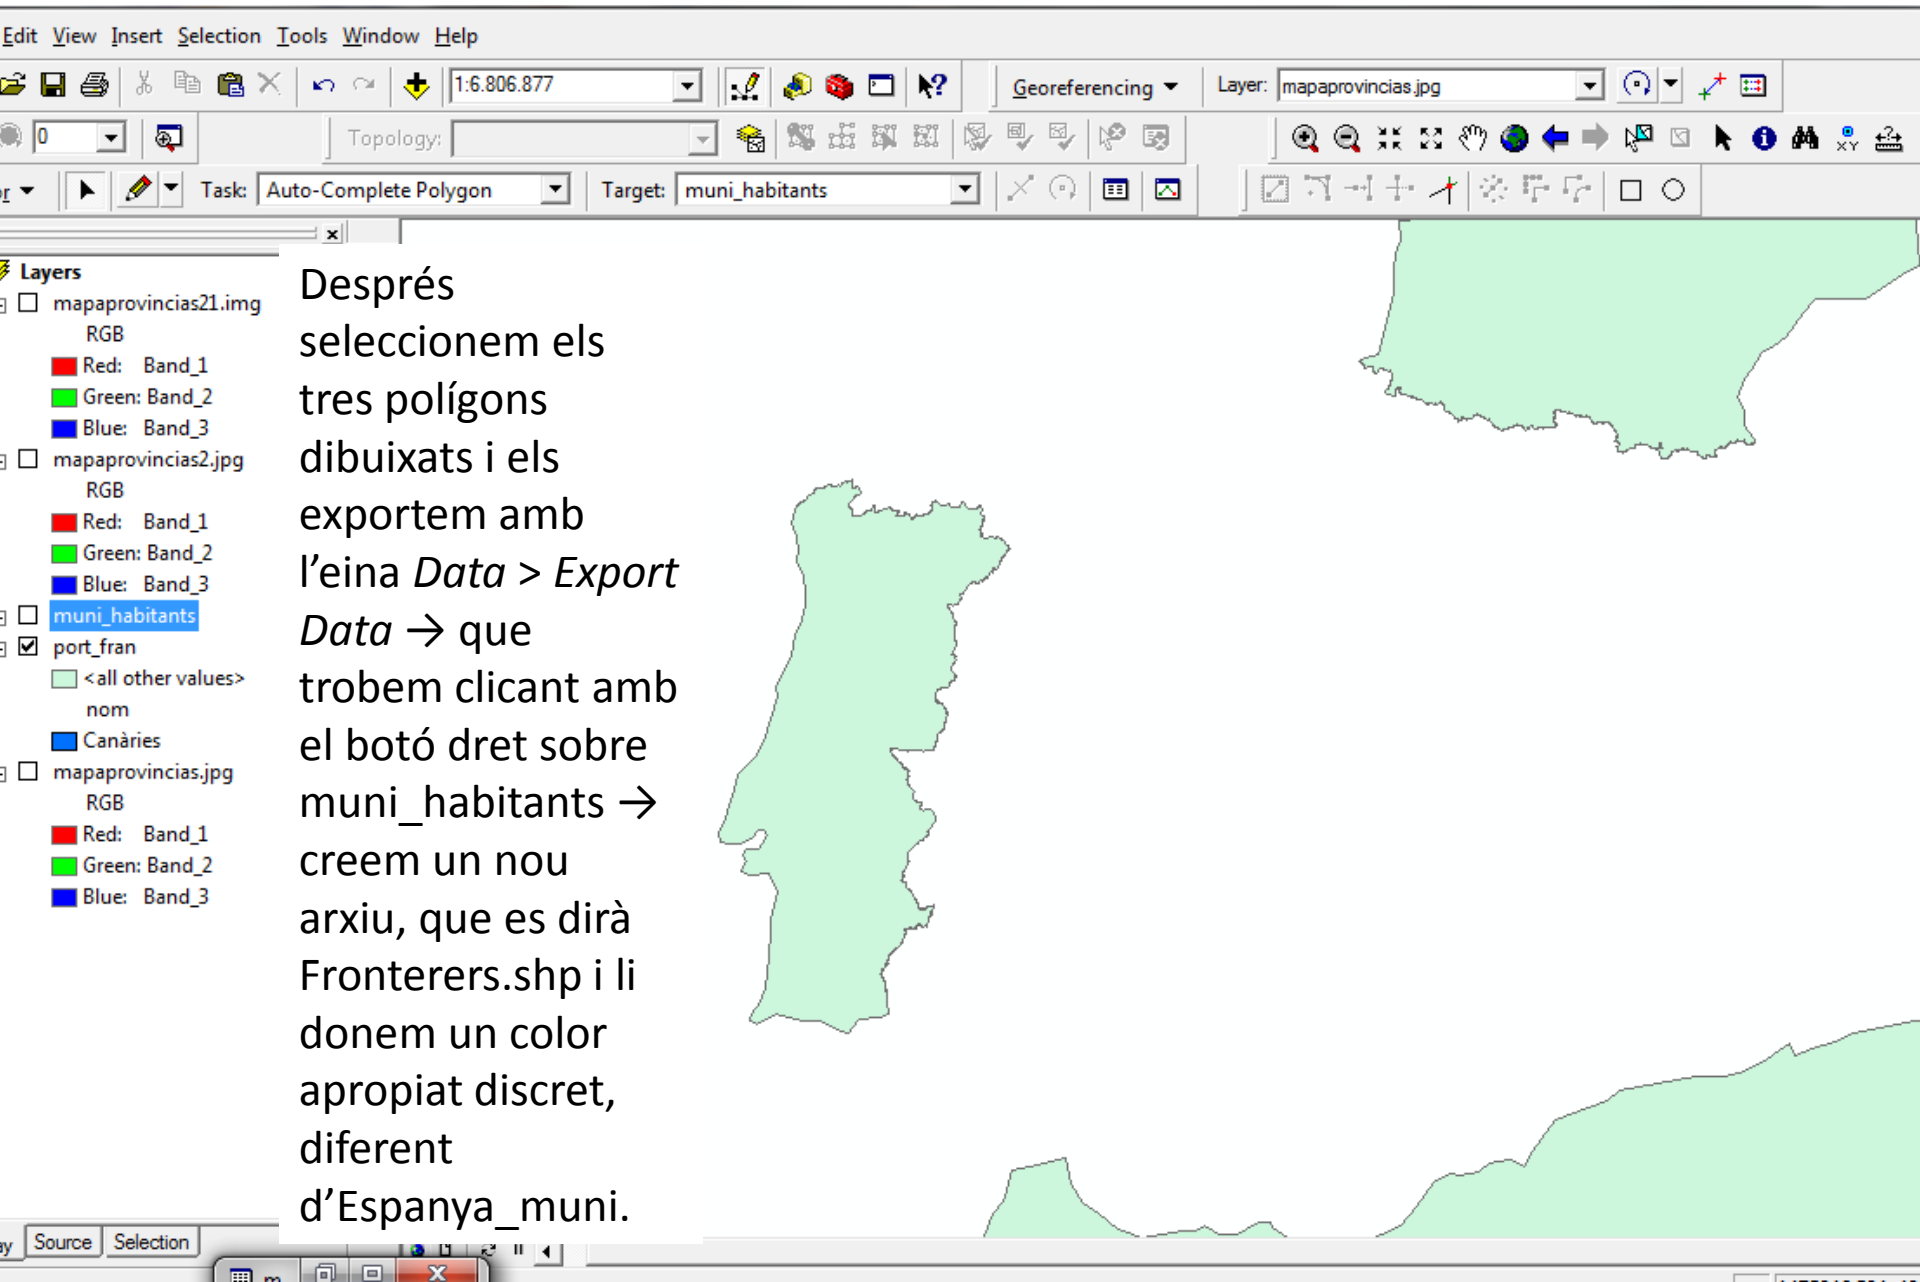 Edit View Insert Selection Tools Window Help
1:6.806.877 Georeferencing Layer: mapaprovincias.jpg
0 Topology:
Task: Auto-Complete Polygon Target: muni_habitants
Layers
mapaprovincias21.img
RGB
Red: Band_1
Green: Band_2
Blue: Band_3
mapaprovincias2.jpg
RGB
Red: Band_1
Green: Band_2
Blue: Band_3
muni_habitants
port_fran
<all other values>
nom
Canàries
mapaprovincias.jpg
RGB
Red: Band_1
Green: Band_2
Blue: Band_3
Source Selection
Després
seleccionem els
tres polígons
dibuixats i els
exportem amb
l’eina Data > Export
Data → que
trobem clicant amb
el botó dret sobre
muni_habitants →
creem un nou
arxiu, que es dirà
Fronterers.shp i li
donem un color
apropiat discret,
diferent
d’Espanya_muni.